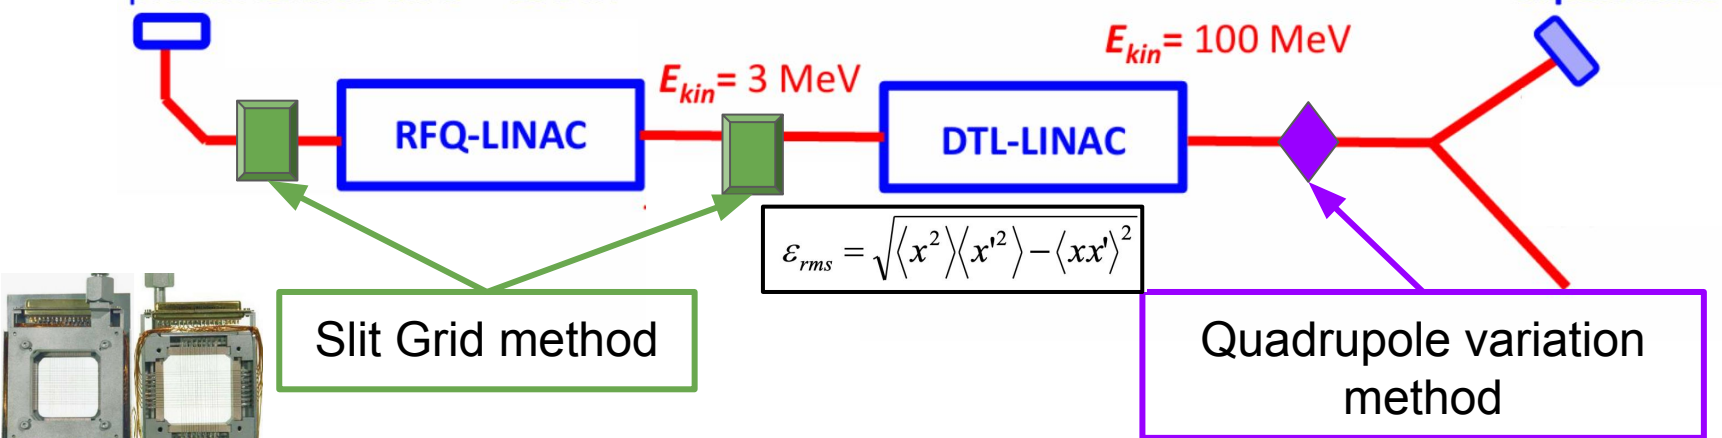 E_kin= 100 MeV
E_kin= 3 MeV
RFQ-LINAC
DTL-LINAC
ε_rms = √⟨x²⟩⟨x'²⟩ − ⟨xx'⟩²
Slit Grid method
Quadrupole variation
method